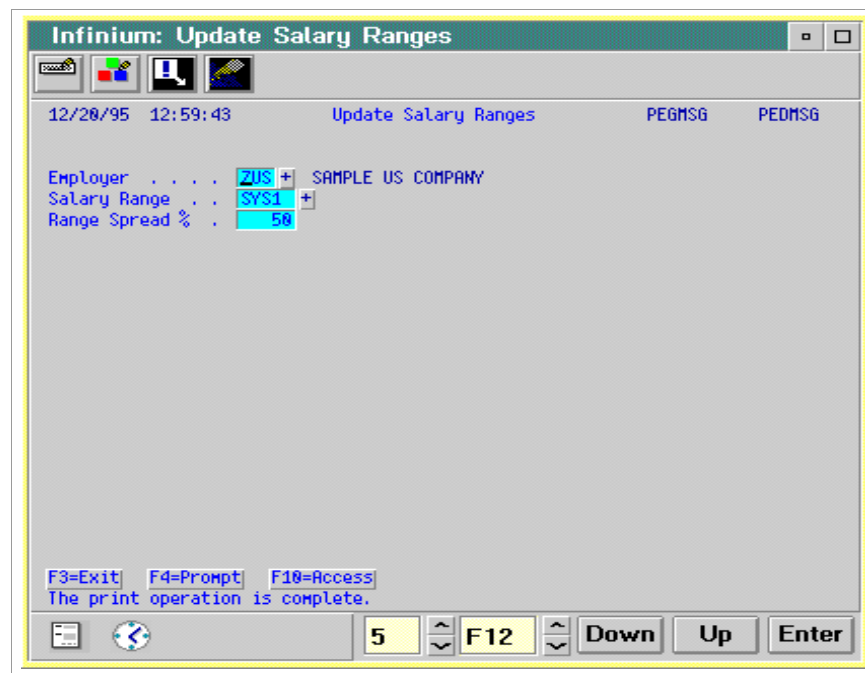 Infinium: Update Salary Ranges
12/20/95 12:59:43 Update Salary Ranges PEGMSG PEDMSG
Employer . . . . ZUS + SAMPLE US COMPANY
Salary Range . . SYS1 +
Range Spread % . 50
F3=Exit F4=Prompt F10=Access
The print operation is complete.
5 F12 Down Up Enter